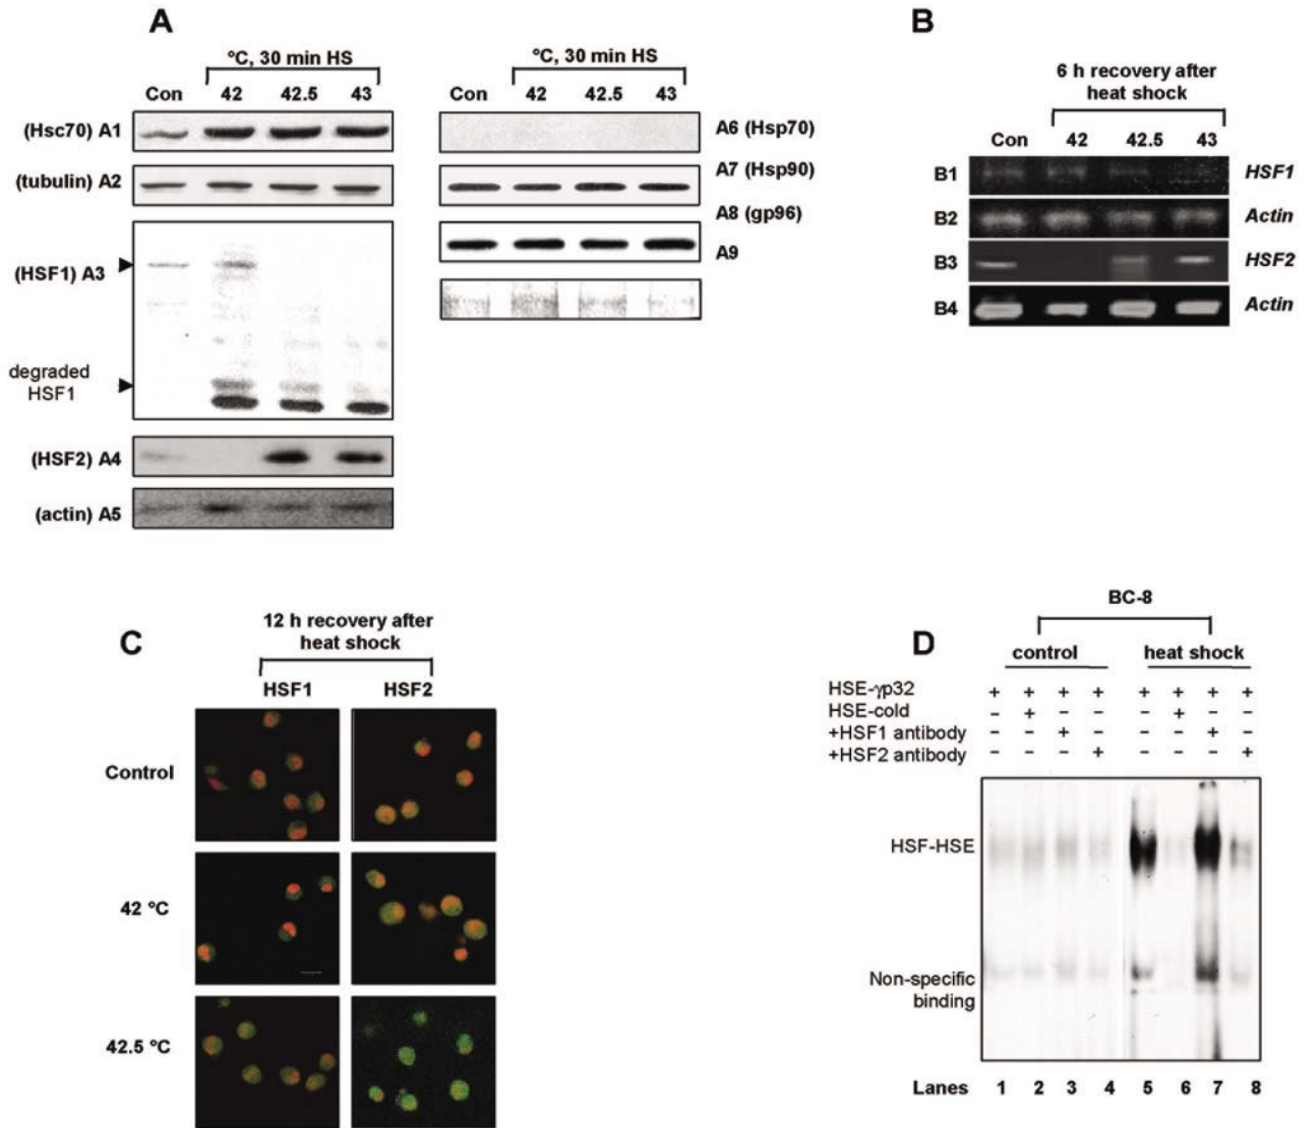 A
°C, 30 min HS
Con 42 42.5 43
(Hsc70) A1
(tubulin) A2
(HSF1) A3
degraded
HSF1
(HSF2) A4
(actin) A5
°C, 30 min HS
Con 42 42.5 43
A6 (Hsp70)
A7 (Hsp90)
A8 (gp96)
A9
B
6 h recovery after
heat shock
Con 42 42.5 43
B1 HSF1
B2 Actin
B3 HSF2
B4 Actin
C
12 h recovery after
heat shock
HSF1 HSF2
Control
42 °C
42.5 °C
D
BC-8
control heat shock
HSE-γp32 + + + + + + + +
HSE-cold - + - - - + - -
+HSF1 antibody - - + - - - + -
+HSF2 antibody - - - + - - - +
HSF-HSE
Non-specific
binding
Lanes 1 2 3 4 5 6 7 8